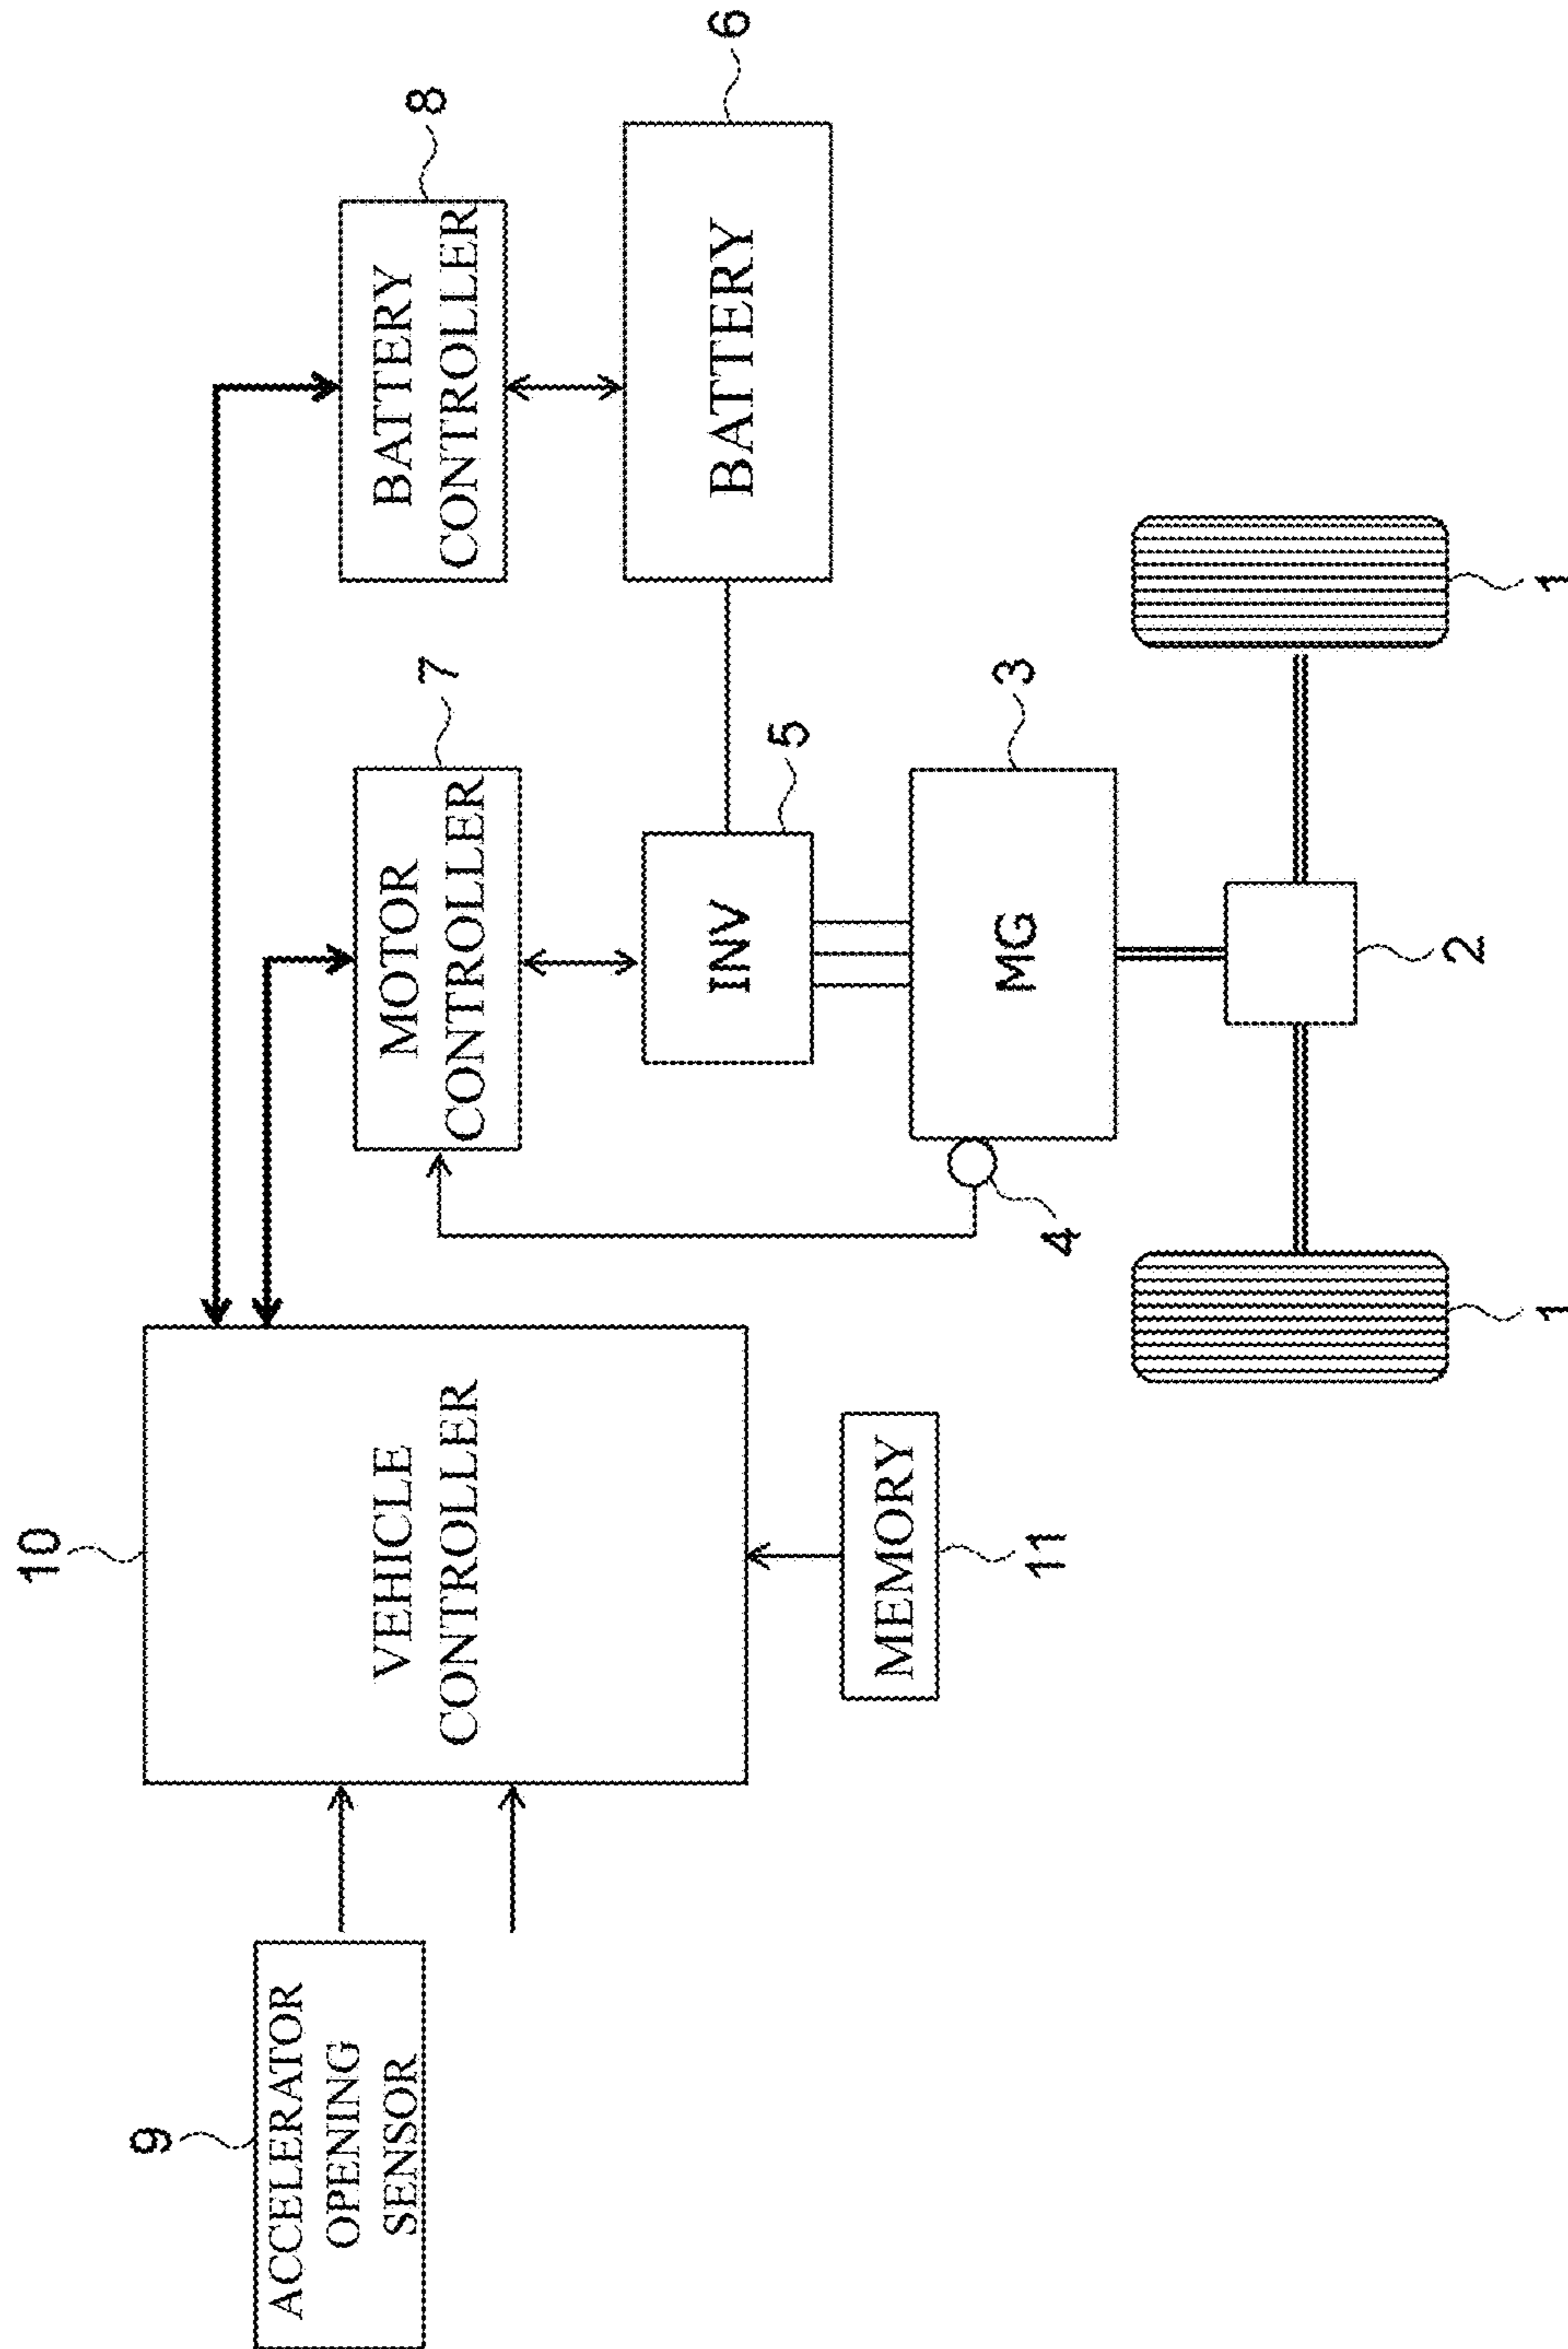 10
VEHICLE
CONTROLLER
9
ACCELERATOR
OPENING
SENSOR
MEMORY
11
7
MOTOR
CONTROLLER
8
BATTERY
CONTROLLER
INV
5
BATTERY
6
MG
3
4
2
1
1